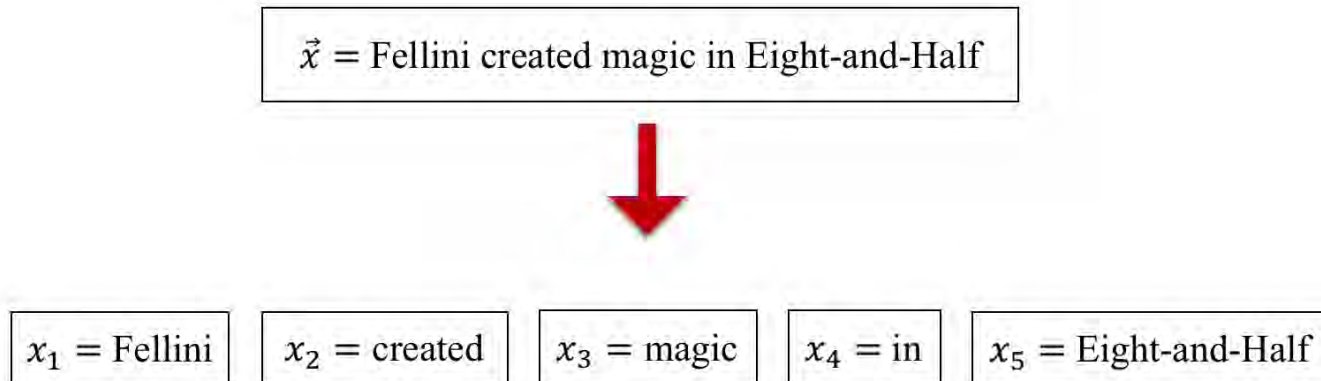 x⃗ = Fellini created magic in Eight-and-Half
x₁ = Fellini
x₂ = created
x₃ = magic
x₄ = in
x₅ = Eight-and-Half